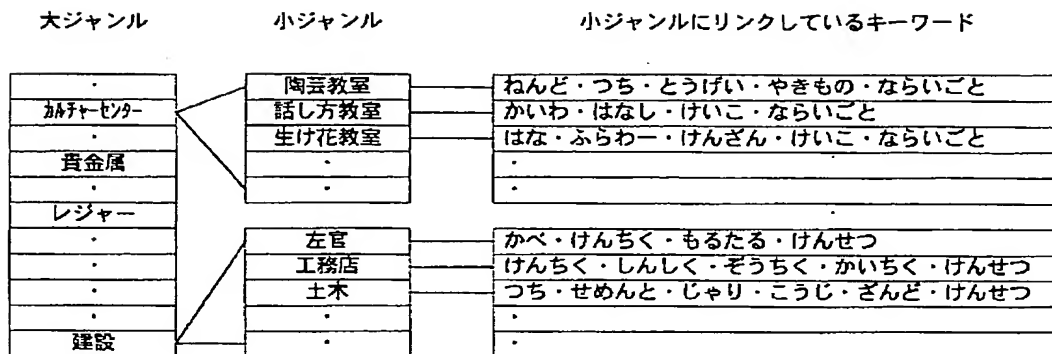 大ジャンル 小ジャンル 小ジャンルにリンクしているキーワード
・ 陶芸教室 ねんど・つち・とうげい・やきもの・ならいごと
カルチャーセンター 話し方教室 かいわ・はなし・けいこ・ならいごと
・ 生け花教室 はな・ふらわー・けんざん・けいこ・ならいごと
貴金属 ・ ・
・ ・ ・
レジャー
・ 左官 かべ・けんちく・もるたる・けんせつ
・ 工務店 けんちく・しんしく・ぞうちく・かいちく・けんせつ
・ 土木 つち・せめんと・じゃり・こうじ・ざんど・けんせつ
・ ・ ・
建設 ・ ・